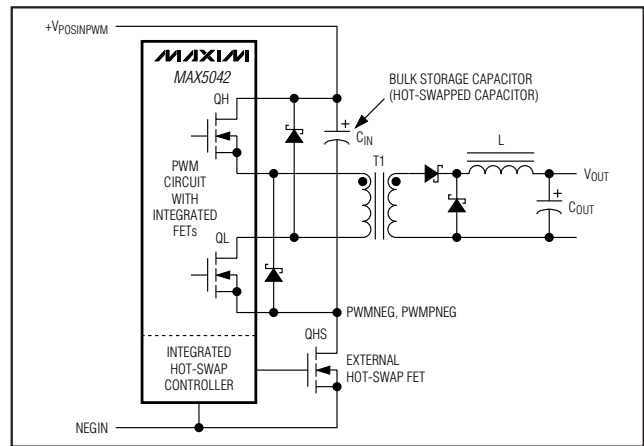 +VPOSINPWM
MAXIM
MAX5042
QH
PWM
CIRCUIT
WITH
INTEGRATED
FETs
QL
INTEGRATED
HOT-SWAP
CONTROLLER
NEGIN
BULK STORAGE CAPACITOR
(HOT-SWAPPED CAPACITOR)
+
CIN
T1
L
VOUT
+
COUT
PWMNEG, PWMPNEG
QHS
EXTERNAL
HOT-SWAP FET